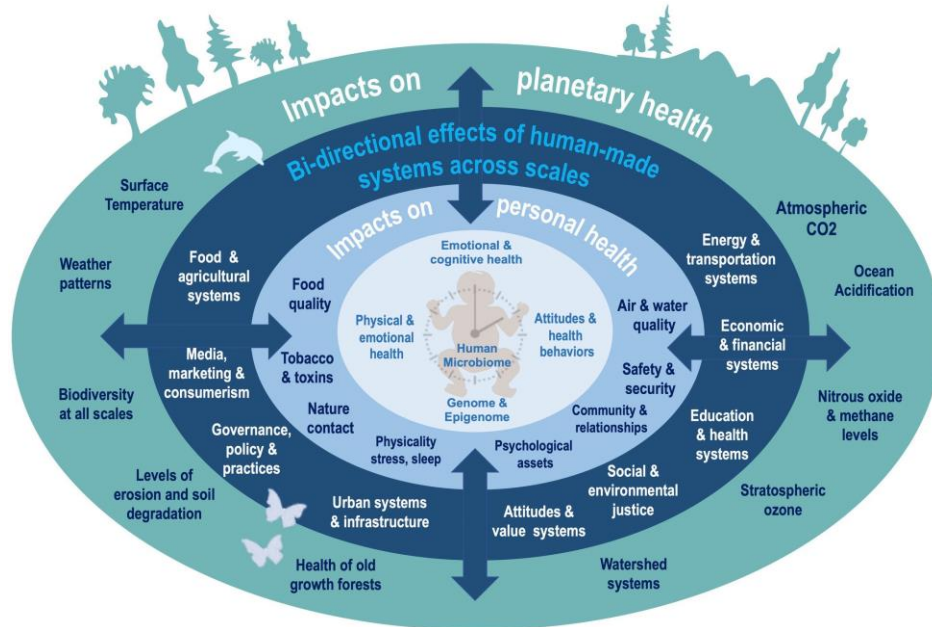 Impacts on planetary health
Bi-directional effects of human-made
systems across scales
Impacts on personal health
Surface
Temperature
Weather
patterns
Biodiversity
at all scales
Levels of
erosion and soil
degradation
Health of old
growth forests
Watershed
systems
Stratospheric
ozone
Nitrous oxide
& methane
levels
Ocean
Acidification
Atmospheric
CO2
Food &
agricultural
systems
Media,
marketing &
consumerism
Governance,
policy &
practices
Urban systems
& infrastructure
Attitudes &
value systems
Social &
environmental
justice
Education
& health
systems
Economic
& financial
systems
Energy &
transportation
systems
Food
quality
Tobacco
& toxins
Nature
contact
Physicality
stress, sleep
Psychological
assets
Community &
relationships
Safety &
security
Air & water
quality
Emotional &
cognitive health
Physical &
emotional
health
Attitudes &
health
behaviors
Human
Microbiome
Genome &
Epigenome